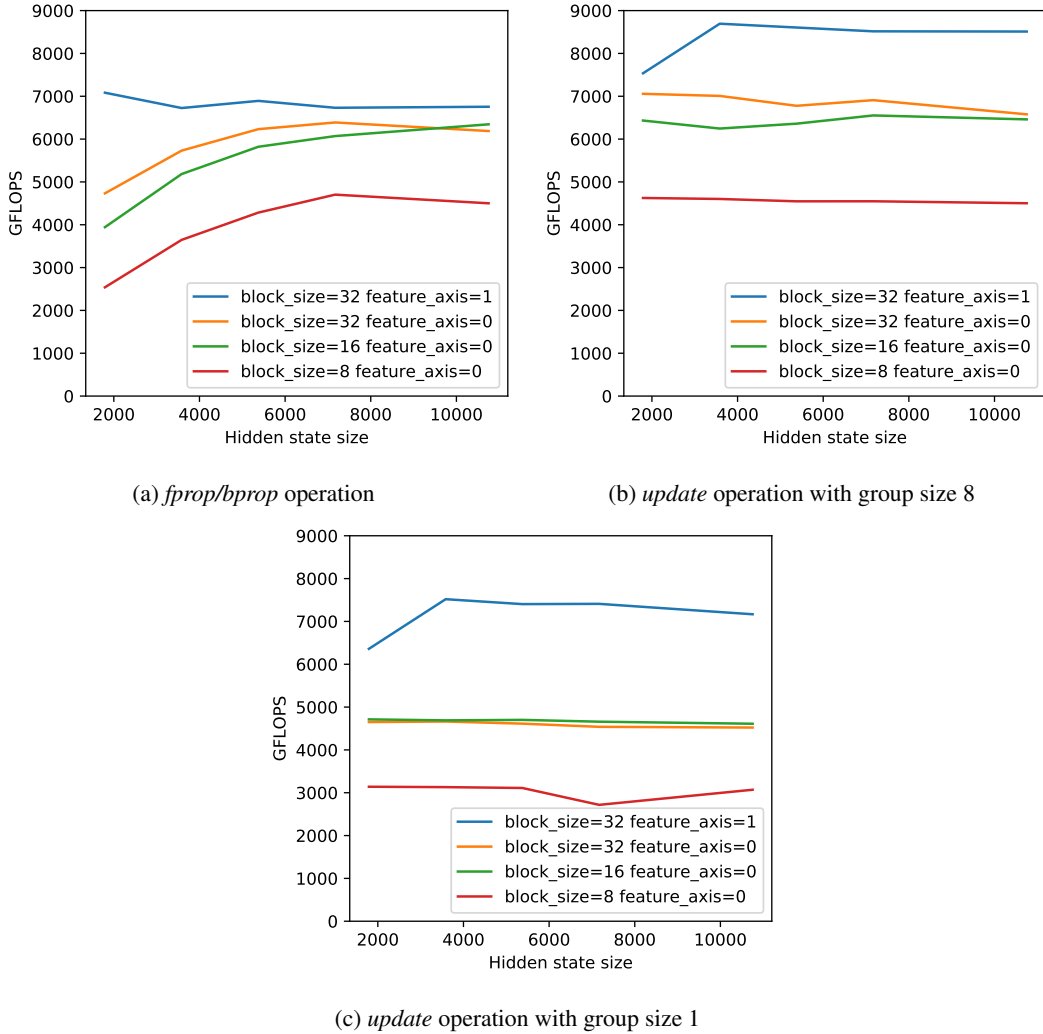 9000
8000
7000
6000
5000
4000
3000
2000
1000
0
GFLOPS
block_size=32 feature_axis=1
block_size=32 feature_axis=0
block_size=16 feature_axis=0
block_size=8 feature_axis=0
2000 4000 6000 8000 10000
Hidden state size
(a) fprop/bprop operation
9000
8000
7000
6000
5000
4000
3000
2000
1000
0
GFLOPS
block_size=32 feature_axis=1
block_size=32 feature_axis=0
block_size=16 feature_axis=0
block_size=8 feature_axis=0
2000 4000 6000 8000 10000
Hidden state size
(b) update operation with group size 8
9000
8000
7000
6000
5000
4000
3000
2000
1000
0
GFLOPS
block_size=32 feature_axis=1
block_size=32 feature_axis=0
block_size=16 feature_axis=0
block_size=8 feature_axis=0
2000 4000 6000 8000 10000
Hidden state size
(c) update operation with group size 1